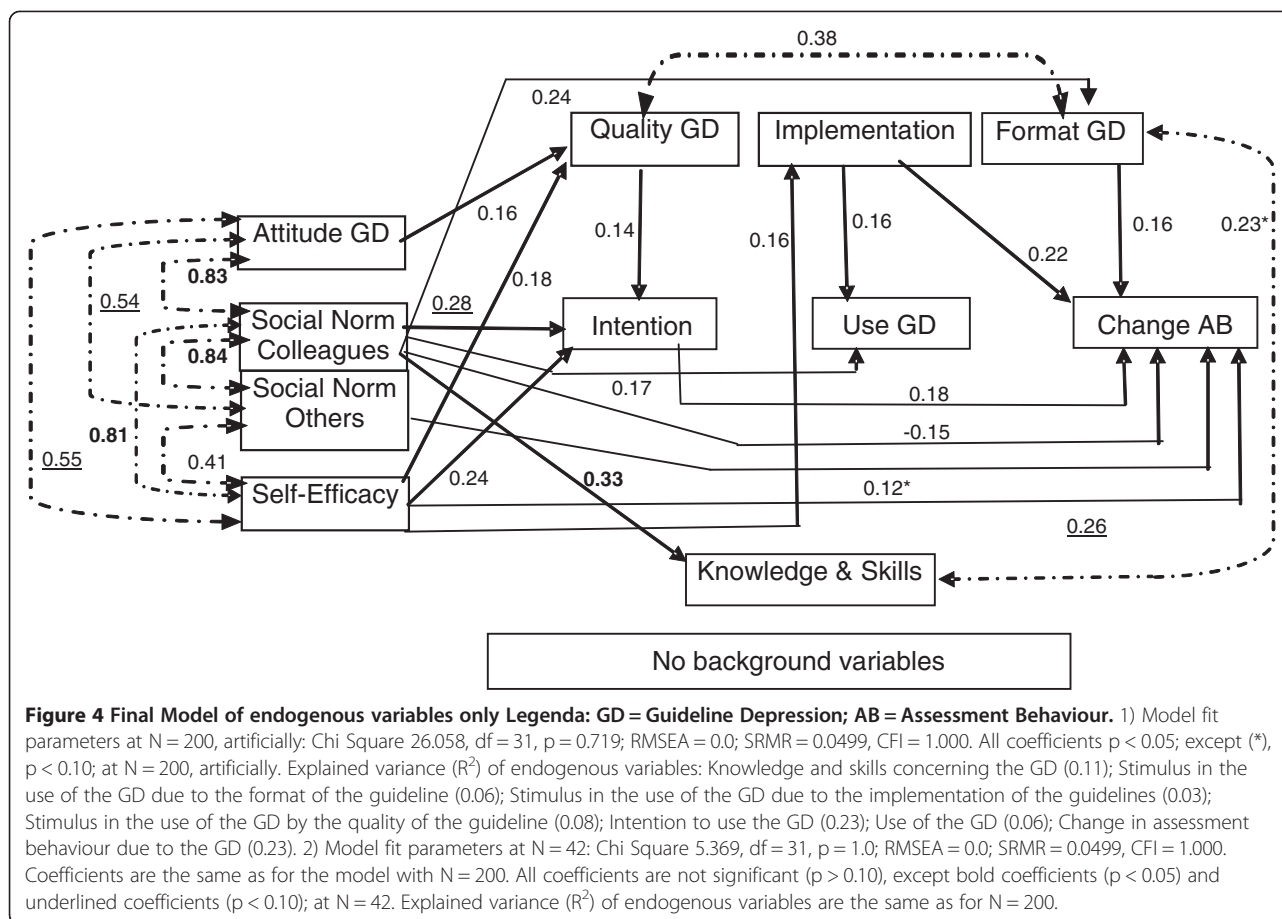 0.38
0.24
Quality GD
Implementation
Format GD
0.16
0.14
0.16
0.16
0.22
0.16
0.23*
Attitude GD
0.83
0.54
0.18
0.28
Social Norm
Colleagues
Intention
Use GD
Change AB
0.84
0.17
0.18
Social Norm
Others
-0.15
0.81
0.55
0.41
Self-Efficacy
0.24
0.33
0.12*
0.26
Knowledge & Skills
No background variables
Figure 4 Final Model of endogenous variables only Legenda: GD = Guideline Depression; AB = Assessment Behaviour. 1) Model fit
parameters at N = 200, artificially: Chi Square 26.058, df = 31, p = 0.719; RMSEA = 0.0; SRMR = 0.0499, CFI = 1.000. All coefficients p < 0.05; except (*),
p < 0.10; at N = 200, artificially. Explained variance (R²) of endogenous variables: Knowledge and skills concerning the GD (0.11); Stimulus in the
use of the GD due to the format of the guideline (0.06); Stimulus in the use of the GD due to the implementation of the guidelines (0.03);
Stimulus in the use of the GD by the quality of the guideline (0.08); Intention to use the GD (0.23); Use of the GD (0.06); Change in assessment
behaviour due to the GD (0.23). 2) Model fit parameters at N = 42: Chi Square 5.369, df = 31, p = 1.0; RMSEA = 0.0; SRMR = 0.0499, CFI = 1.000.
Coefficients are the same as for the model with N = 200. All coefficients are not significant (p > 0.10), except bold coefficients (p < 0.05) and
underlined coefficients (p < 0.10); at N = 42. Explained variance (R²) of endogenous variables are the same as for N = 200.